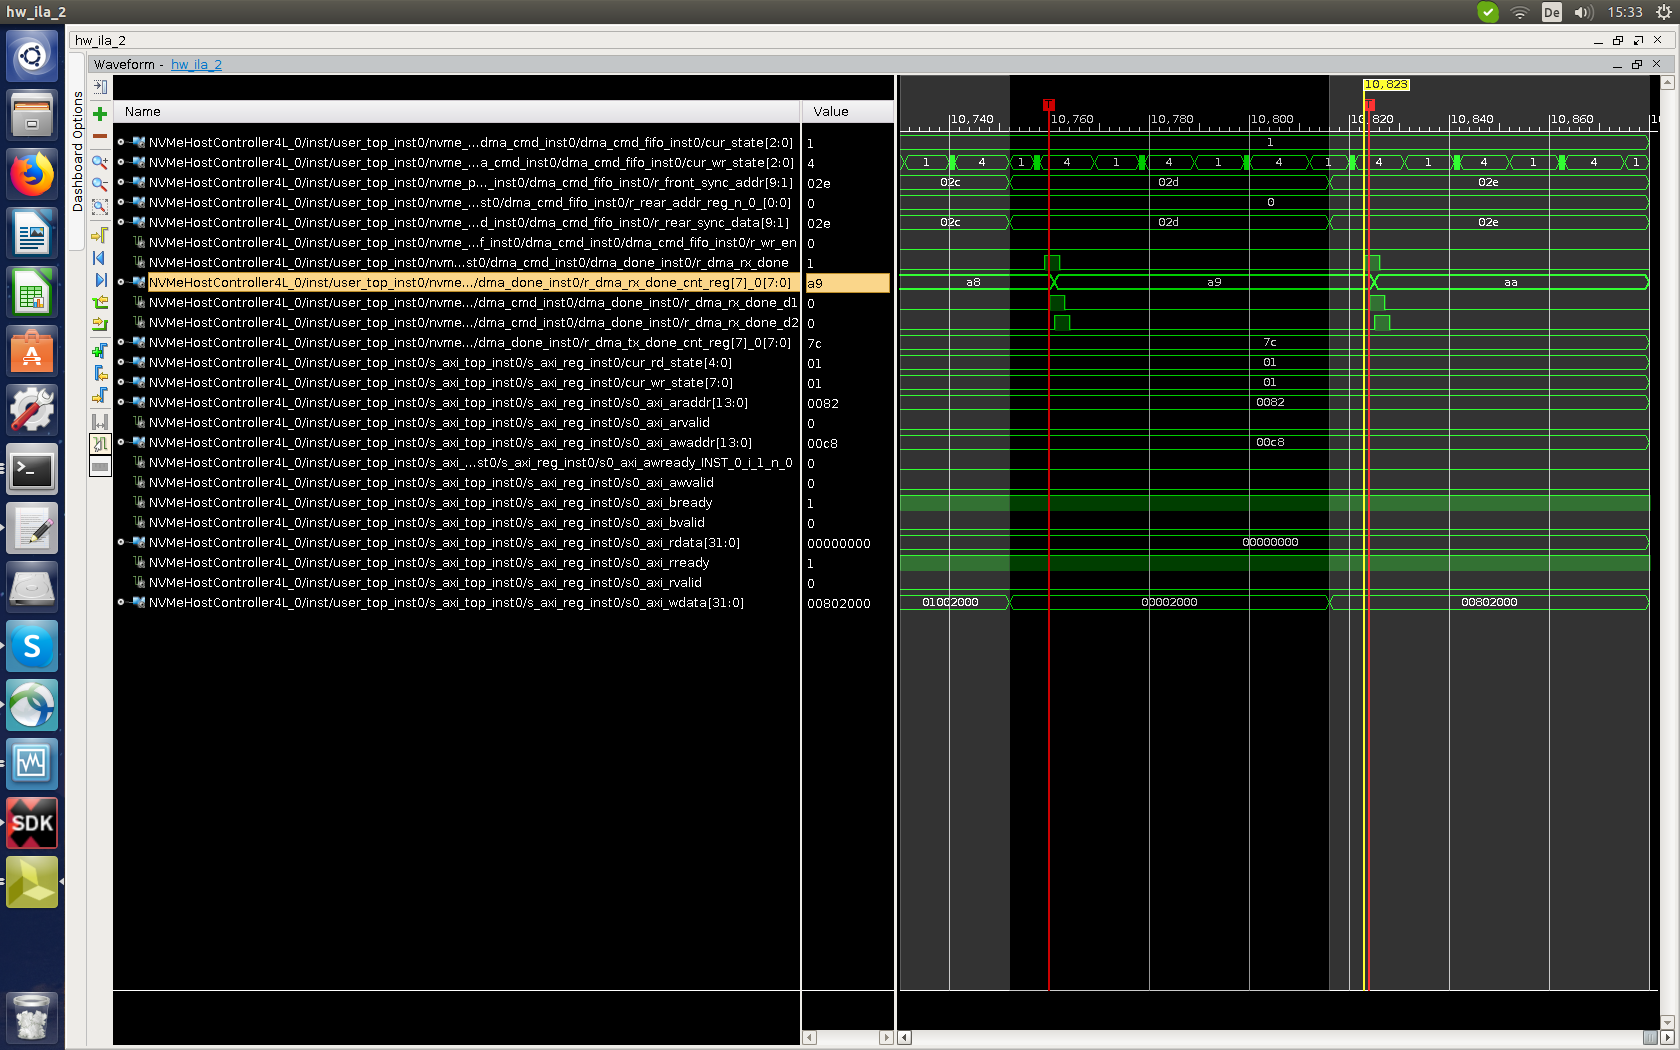 hw_ila_2
De
15:33
hw_ila_2
Dashboard Options
Waveform - hw_ila_2
Name
Value
10,823
T
T
10,740 10,760 10,780 10,800 10,820 10,840 10,860
NVMeHostController4L_0/inst/user_top_inst0/nvme_...dma_cmd_inst0/dma_cmd_fifo_inst0/cur_state[2:0] 1 1
NVMeHostController4L_0/inst/user_top_inst0/nvme_...a_cmd_inst0/dma_cmd_fifo_inst0/cur_wr_state[2:0] 4 1 4 1 4 1 4 1 4 1 4 1 4 1 4 1
NVMeHostController4L_0/inst/user_top_inst0/nvme_p..._inst0/dma_cmd_fifo_inst0/r_front_sync_addr[9:1] 02e 02c 02d 02e
NVMeHostController4L_0/inst/user_top_inst0/nvme_...st0/dma_cmd_fifo_inst0/r_rear_addr_reg_n_0_[0:0] 0 0
NVMeHostController4L_0/inst/user_top_inst0/nvme_...d_inst0/dma_cmd_fifo_inst0/r_rear_sync_data[9:1] 02e 02c 02d 02e
NVMeHostController4L_0/inst/user_top_inst0/nvme_...f_inst0/dma_cmd_inst0/dma_cmd_fifo_inst0/r_wr_en 0
NVMeHostController4L_0/inst/user_top_inst0/nvm...st0/dma_cmd_inst0/dma_done_inst0/r_dma_rx_done 1
NVMeHostController4L_0/inst/user_top_inst0/nvme.../dma_done_inst0/r_dma_rx_done_cnt_reg[7]_0[7:0] a9 a8 a9 aa
NVMeHostController4L_0/inst/user_top_inst0/nvme.../dma_cmd_inst0/dma_done_inst0/r_dma_rx_done_d1 0
NVMeHostController4L_0/inst/user_top_inst0/nvme.../dma_cmd_inst0/dma_done_inst0/r_dma_rx_done_d2 0
NVMeHostController4L_0/inst/user_top_inst0/nvme.../dma_done_inst0/r_dma_tx_done_cnt_reg[7]_0[7:0] 7c 7c
NVMeHostController4L_0/inst/user_top_inst0/s_axi_top_inst0/s_axi_reg_inst0/cur_rd_state[4:0] 01 01
NVMeHostController4L_0/inst/user_top_inst0/s_axi_top_inst0/s_axi_reg_inst0/cur_wr_state[7:0] 01 01
NVMeHostController4L_0/inst/user_top_inst0/s_axi_top_inst0/s_axi_reg_inst0/s0_axi_araddr[13:0] 0082 0082
NVMeHostController4L_0/inst/user_top_inst0/s_axi_top_inst0/s_axi_reg_inst0/s0_axi_arvalid 0
NVMeHostController4L_0/inst/user_top_inst0/s_axi_top_inst0/s_axi_reg_inst0/s0_axi_awaddr[13:0] 00c8 00c8
NVMeHostController4L_0/inst/user_top_inst0/s_axi_...st0/s_axi_reg_inst0/s0_axi_awready_INST_0_i_1_n_0 0
NVMeHostController4L_0/inst/user_top_inst0/s_axi_top_inst0/s_axi_reg_inst0/s0_axi_awvalid 0
NVMeHostController4L_0/inst/user_top_inst0/s_axi_top_inst0/s_axi_reg_inst0/s0_axi_bready 1
NVMeHostController4L_0/inst/user_top_inst0/s_axi_top_inst0/s_axi_reg_inst0/s0_axi_bvalid 0
NVMeHostController4L_0/inst/user_top_inst0/s_axi_top_inst0/s_axi_reg_inst0/s0_axi_rdata[31:0] 00000000 00000000
NVMeHostController4L_0/inst/user_top_inst0/s_axi_top_inst0/s_axi_reg_inst0/s0_axi_rready 1
NVMeHostController4L_0/inst/user_top_inst0/s_axi_top_inst0/s_axi_reg_inst0/s0_axi_rvalid 0
NVMeHostController4L_0/inst/user_top_inst0/s_axi_top_inst0/s_axi_reg_inst0/s0_axi_wdata[31:0] 00802000 01002000 00002000 00802000
S
SDK